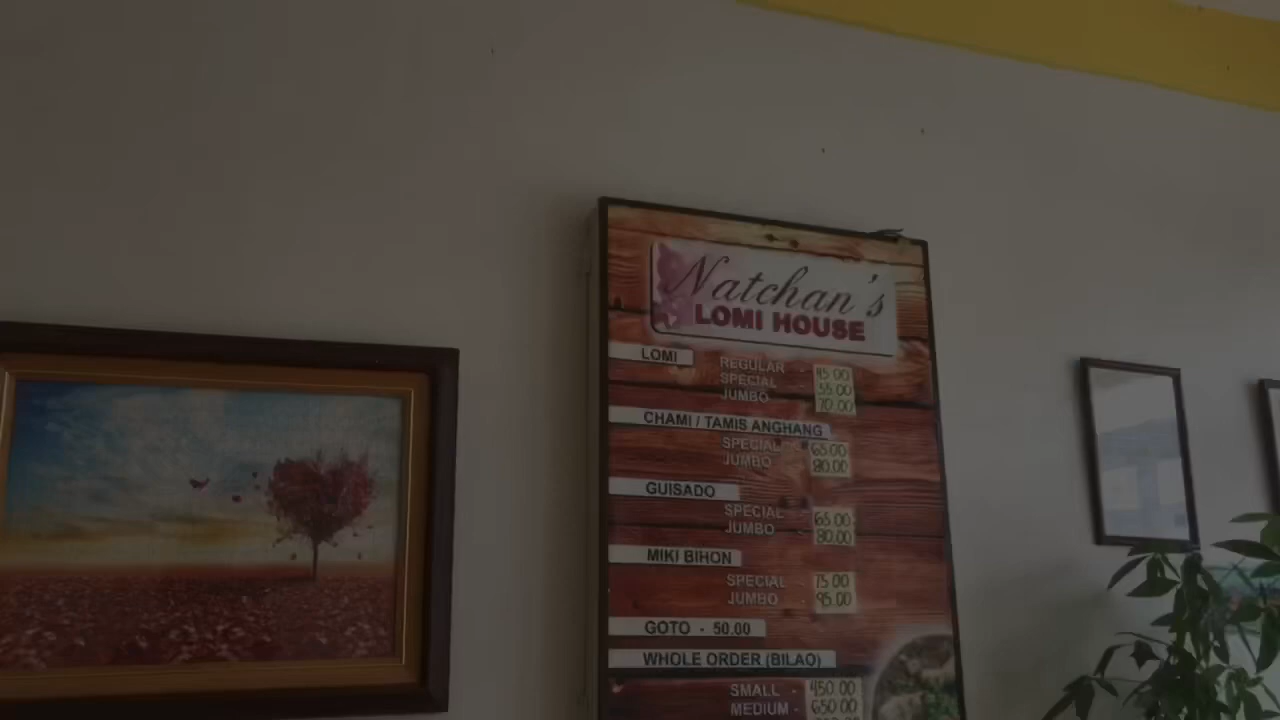 Natchan's
LOMI HOUSE
LOMI
REGULAR - 45.00
SPECIAL - 55.00
JUMBO - 70.00
CHAMI / TAMIS ANGHANG
SPECIAL - 65.00
JUMBO - 80.00
GUISADO
SPECIAL - 65.00
JUMBO - 80.00
MIKI BIHON
SPECIAL - 75.00
JUMBO - 95.00
GOTO - 50.00
WHOLE ORDER (BILAO)
SMALL - 450.00
MEDIUM - 650.00